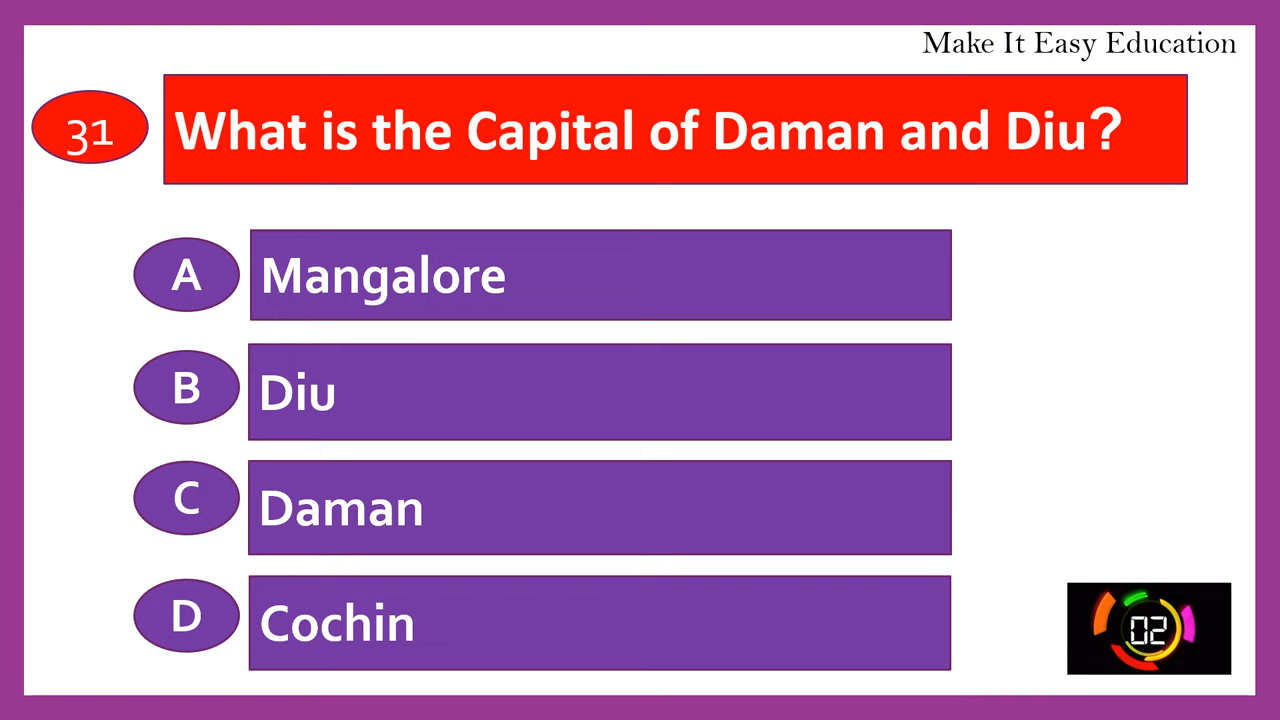 Make It Easy Education
31
What is the Capital of Daman and Diu?
A
Mangalore
B
Diu
C
Daman
D
Cochin
02